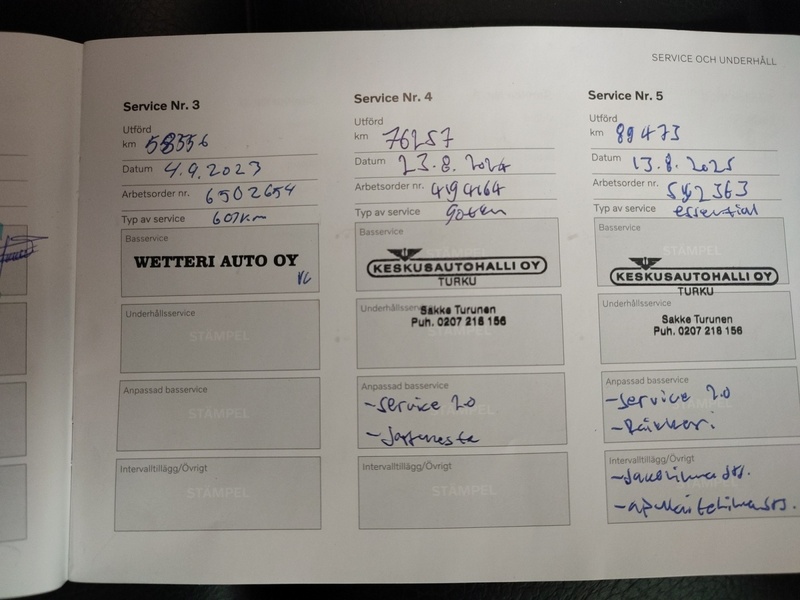 SERVICE OCH UNDERHÅLL
Service Nr. 3
Utförd
km 58556
Datum 4.9.2023
Arbetsorder nr. 6502654
Typ av service 60Tkm
Basservice
WETTERI AUTO OY
Underhållsservice
STÄMPEL
Anpassad basservice
STÄMPEL
Intervalltillägg/Övrigt
STÄMPEL
Service Nr. 4
Utförd
km 76257
Datum 23.8.2024
Arbetsorder nr. 494164
Typ av service
Basservice
KESKUSAUTOHALLI OY
TURKU
Underhållsservice
Sakke Turunen
Puh. 0207 218 156
Anpassad basservice
- service 2.0
STÄMPEL
- jarruneste
Intervalltillägg/Övrigt
STÄMPEL
Service Nr. 5
Utförd
km 89473
Datum 13.8.2025
Arbetsorder nr. 542363
Typ av service essential
Basservice
STÄMPEL
KESKUSAUTOHALLI OY
TURKU
Sakke Turunen
Puh. 0207 218 156
Anpassad basservice
- service 2.0
STÄMPEL
Intervalltillägg/Övrigt